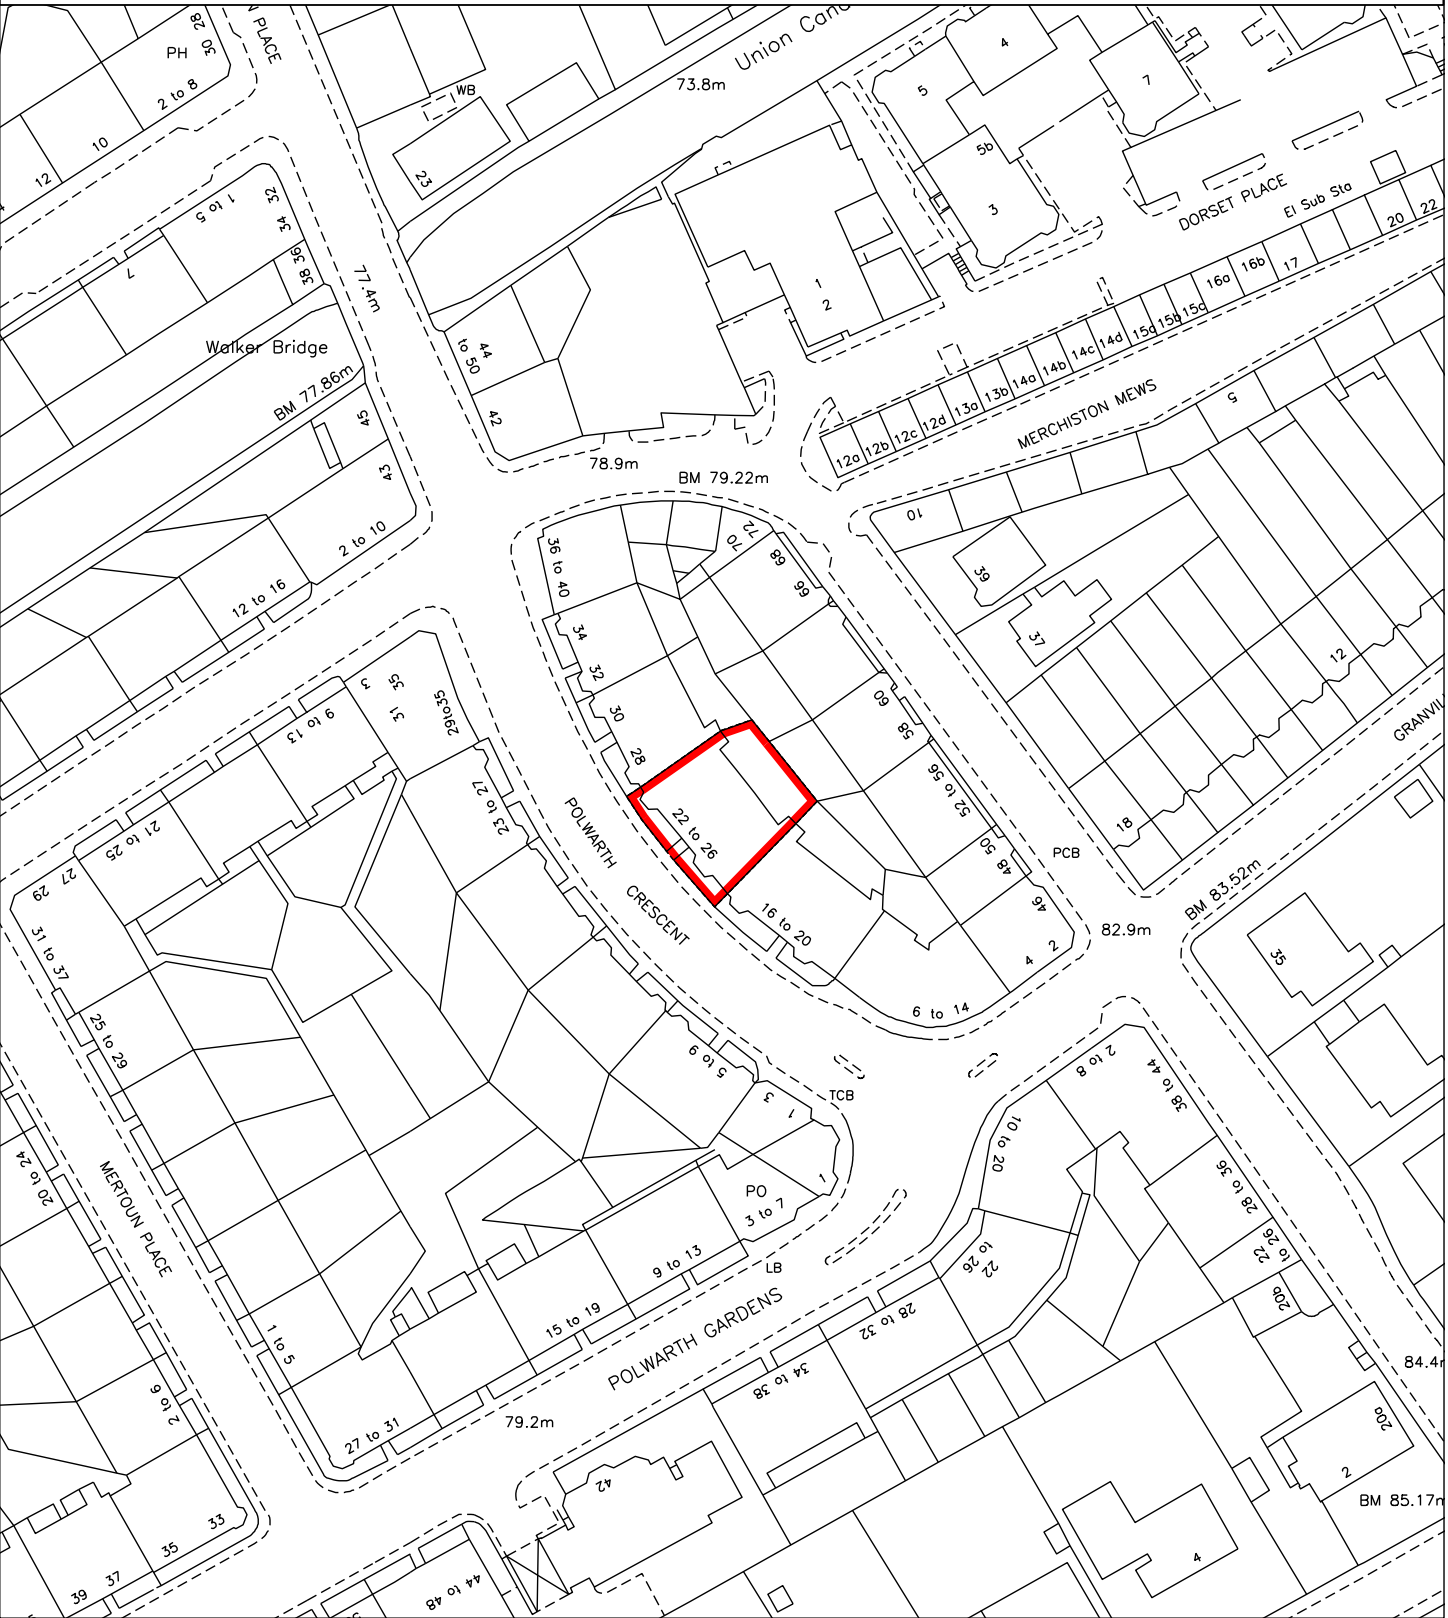 N PLACE
30 28
PH
2 to 8
10
12
WB
23
73.8m
Union Cana
5
4
7
5b
3
DORSET PLACE
El Sub Sta
20
22
1 to 5
32
34
38 36
7
77.4m
Walker Bridge
BM 77.86m
45
43
44
to 50
42
1
2
16a
16b
17
15a
15b
15c
14d
14c
14b
14a
13b
13a
12d
12c
12b
12a
MERCHISTON MEWS
5
78.9m
BM 79.22m
10
39
37
12
18
GRANVIL
2 to 10
12 to 16
36 to 40
34
32
30
28
72
70
68
66
60
58
52 to 56
50
48
46
22 to 26
16 to 20
4
2
6 to 14
PCB
82.9m
BM 83.52m
35
3
35
31
29to35
9 to 13
21 to 25
27
29
31 to 37
25 to 29
23 to 27
POLWARTH
CRESCENT
5 to 9
3
1
TCB
1
PO
3 to 7
9 to 13
LB
15 to 19
27 to 31
1 to 5
MERTOUN PLACE
20 to 24
2 to 6
33
35
37
39
POLWARTH GARDENS
79.2m
2 to 8
38 to 44
10 to 20
28 to 36
22
to 26
22
to 26
20b
28 to 32
34 to 38
42
44 to 48
84.4m
20a
2
BM 85.17m
4